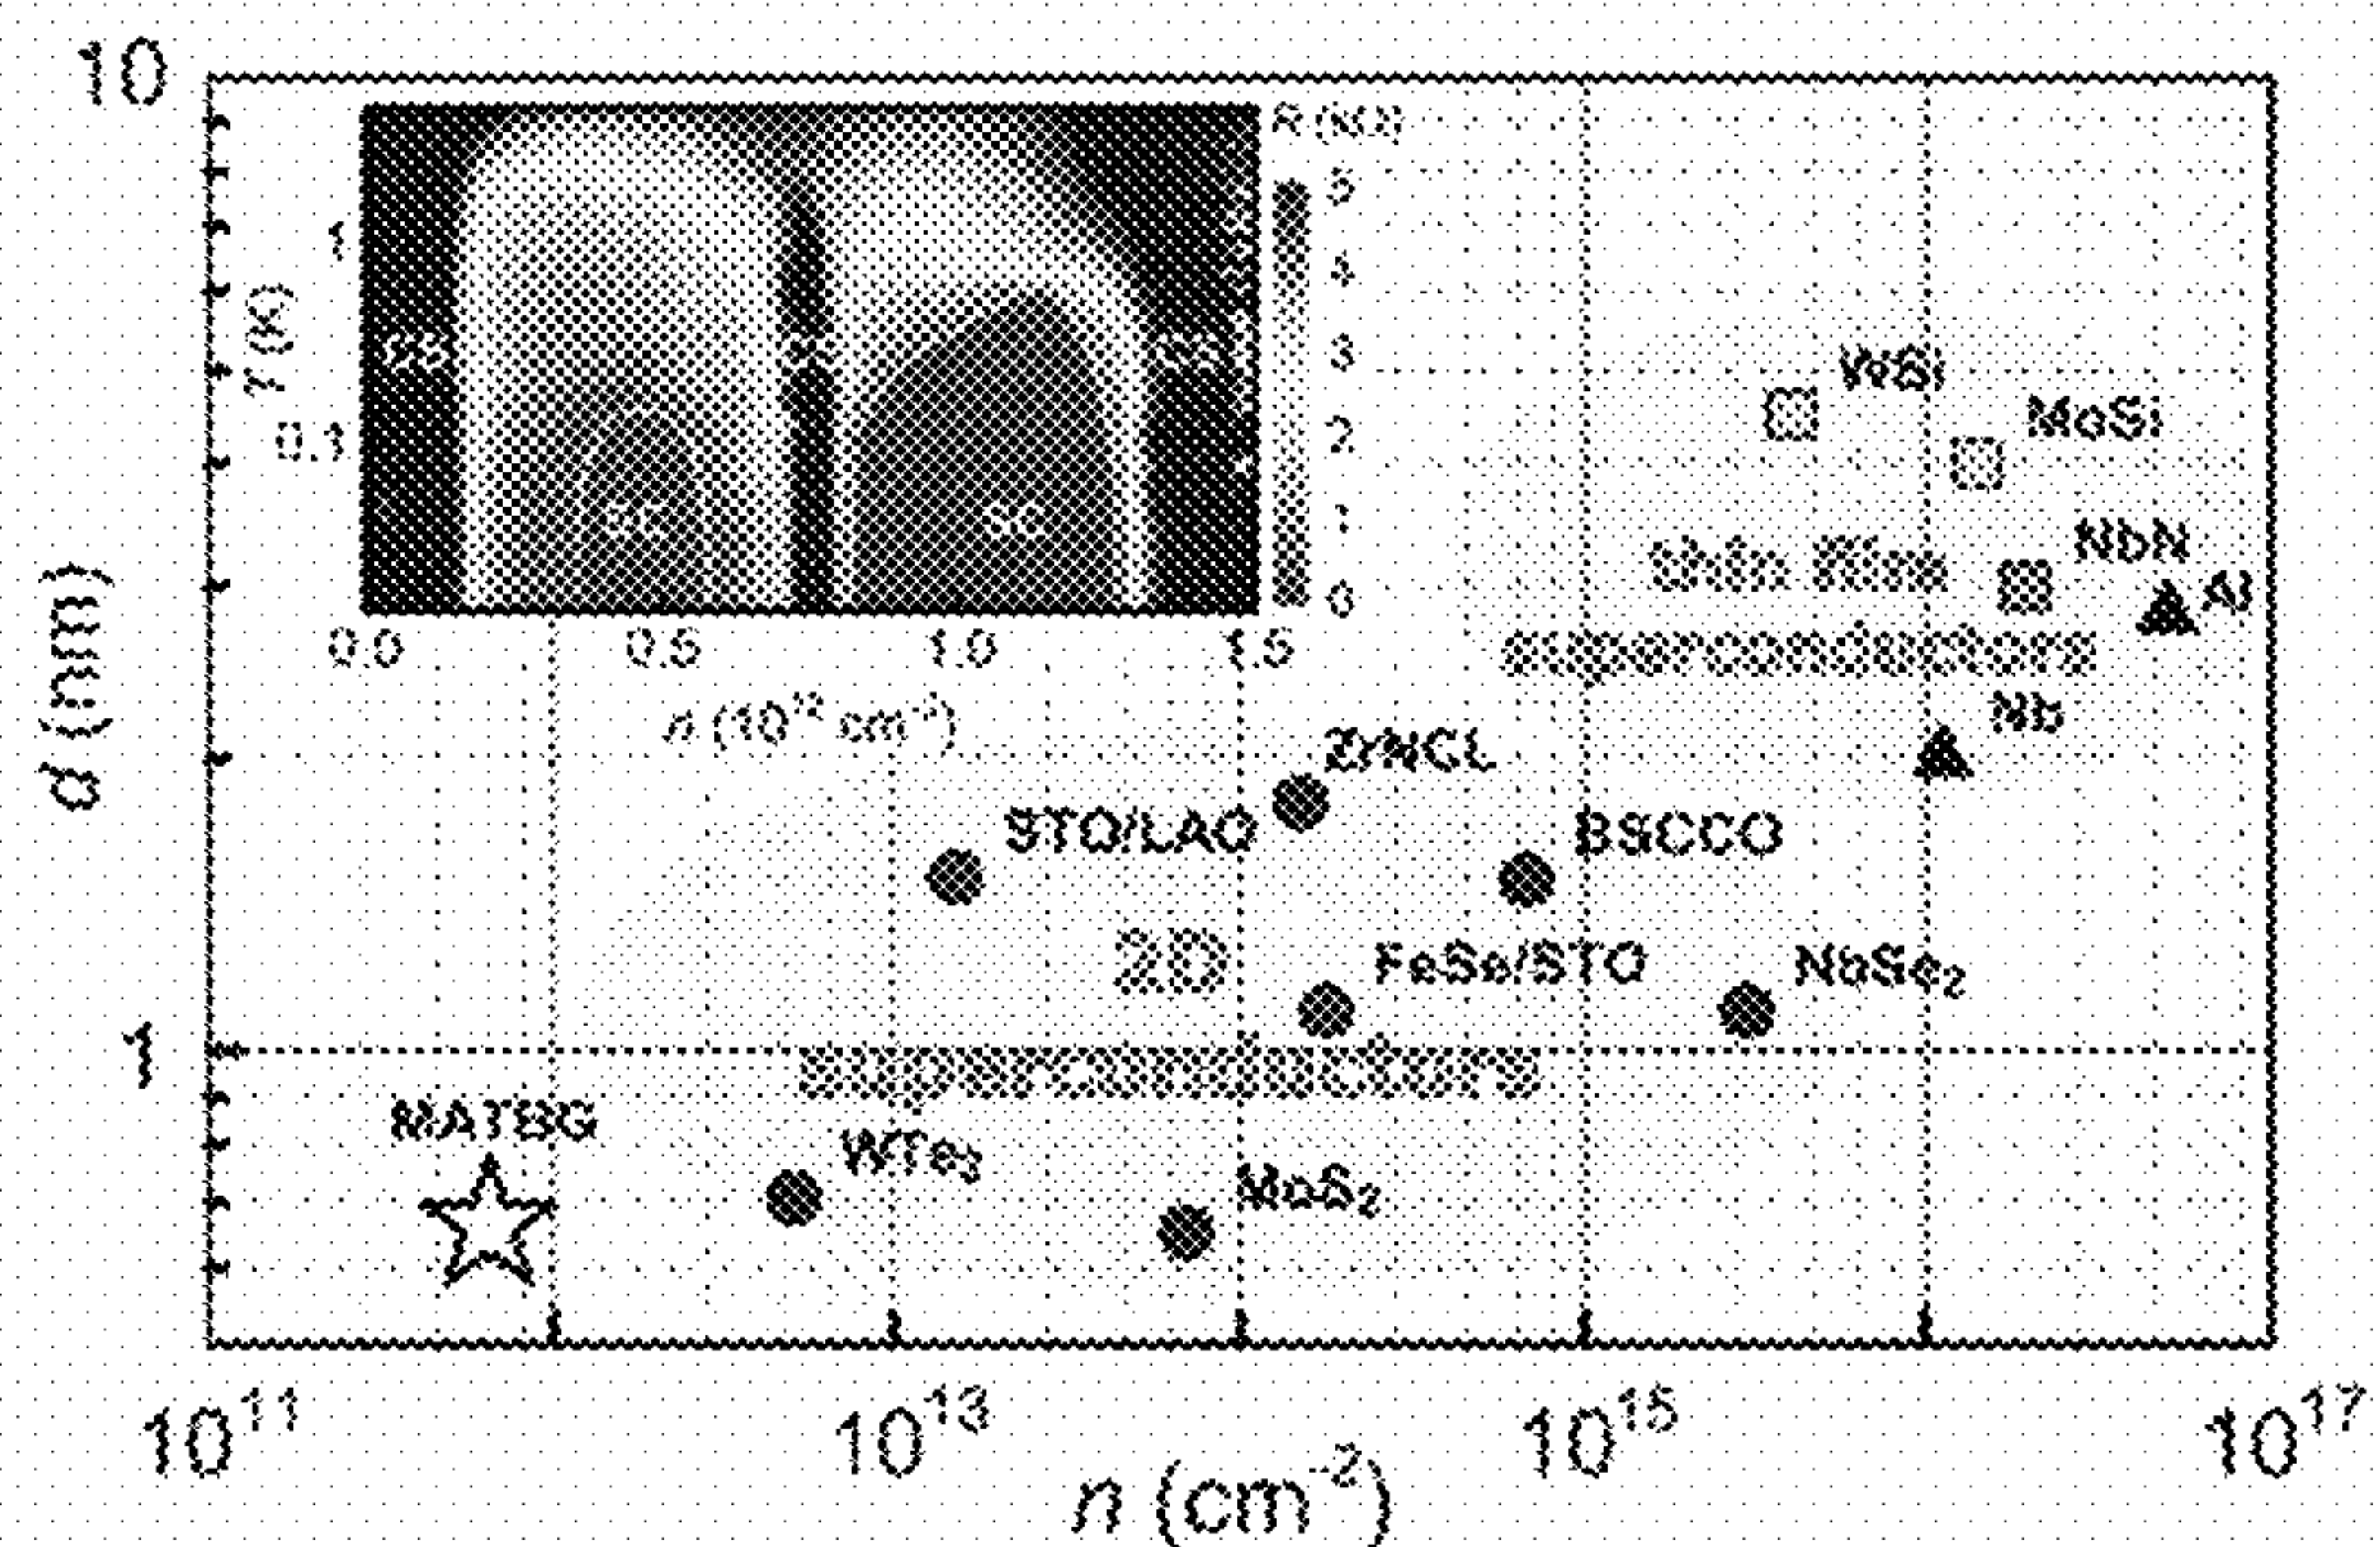 10
R (kΩ)
5
4
3
2
1
0
1
0.1
T (K)
SC
0.0
0.5
1.0
1.5
n (10¹² cm⁻²)
WSi
MoSi
NbN
Al
thin film
superconductors
Nb
ZrNCL
STO/LAO
BSCCO
2D
FeSe/STO
NbSe₂
superconductors
d (nm)
1
MATBG
WTe₂
MoS₂
10¹¹
10¹³
10¹⁵
10¹⁷
n (cm⁻²)